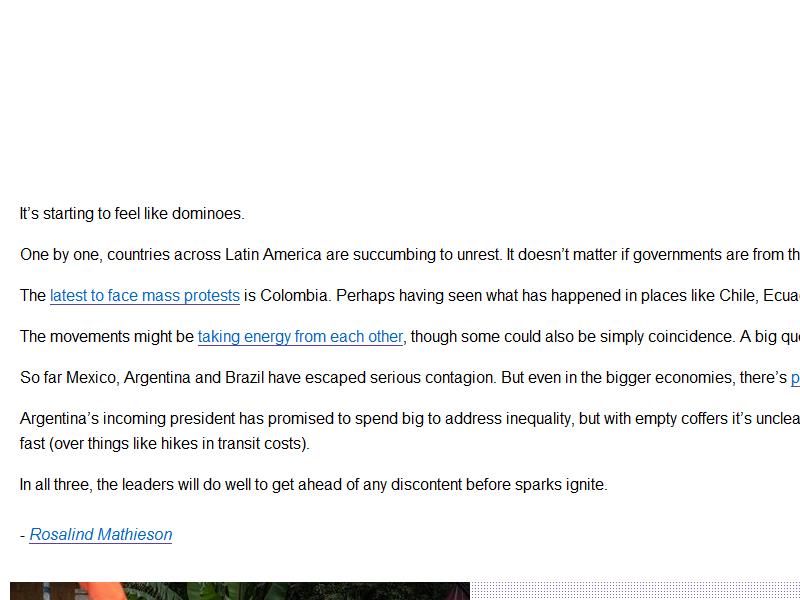 It’s starting to feel like dominoes.
One by one, countries across Latin America are succumbing to unrest. It doesn’t matter if governments are from th
The latest to face mass protests is Colombia. Perhaps having seen what has happened in places like Chile, Ecua
The movements might be taking energy from each other, though some could also be simply coincidence. A big qu
So far Mexico, Argentina and Brazil have escaped serious contagion. But even in the bigger economies, there’s p
Argentina’s incoming president has promised to spend big to address inequality, but with empty coffers it’s unclea
fast (over things like hikes in transit costs).
In all three, the leaders will do well to get ahead of any discontent before sparks ignite.
- Rosalind Mathieson